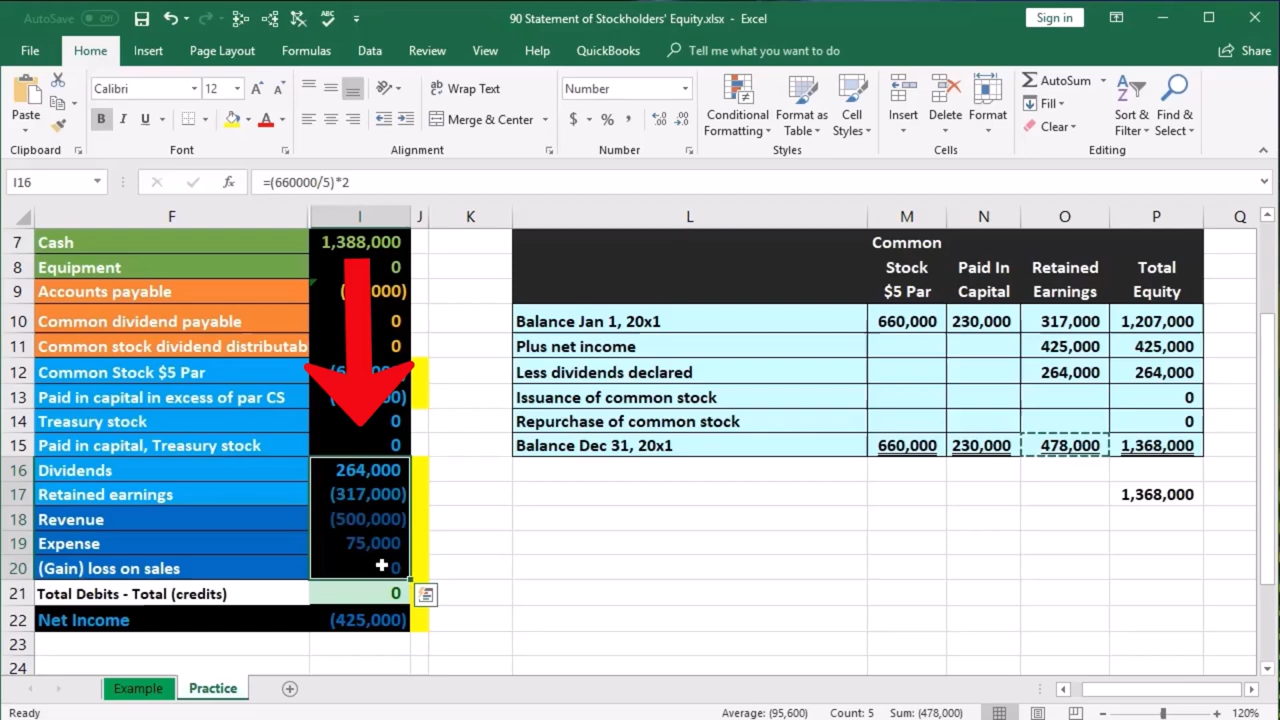 AutoSave Off 90 Statement of Stockholders' Equity.xlsx - Excel Sign in
File Home Insert Page Layout Formulas Data Review View Help QuickBooks Tell me what you want to do Share
Paste Calibri 12 Wrap Text Number Conditional Format as Cell Insert Delete Format AutoSum Sort & Find &
B I U Merge & Center $ % Formatting Table Styles Fill Clear Filter Select
Clipboard Font Alignment Number Styles Cells Editing
I16 fx =(660000/5)*2
F I J K L M N O P Q
7 Cash 1,388,000 Common
8 Equipment 0 Stock Paid In Retained Total
9 Accounts payable $5 Par Capital Earnings Equity
10 Common dividend payable 0 Balance Jan 1, 20x1 660,000 230,000 317,000 1,207,000
11 Common stock dividend distributab 0 Plus net income 425,000 425,000
12 Common Stock $5 Par Less dividends declared 264,000 264,000
13 Paid in capital in excess of par CS Issuance of common stock 0
14 Treasury stock 0 Repurchase of common stock 0
15 Paid in capital, Treasury stock 0 Balance Dec 31, 20x1 660,000 230,000 478,000 1,368,000
16 Dividends 264,000
17 Retained earnings (317,000) 1,368,000
18 Revenue (500,000)
19 Expense 75,000
20 (Gain) loss on sales 0
21 Total Debits - Total (credits) 0
22 Net Income (425,000)
23
24
Example Practice
Ready Average: (95,600) Count: 5 Sum: (478,000) 120%